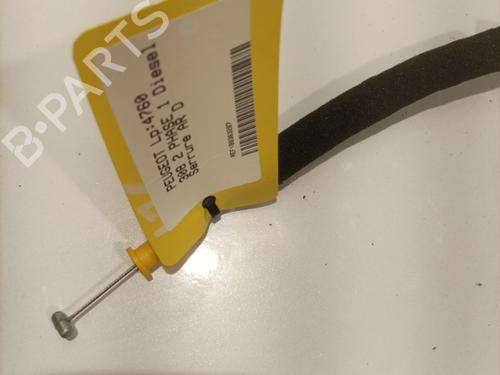 B-PARTS
PEUGEOT LP:4760
308 2 PHASE 1 Diesel
Serrure AR D